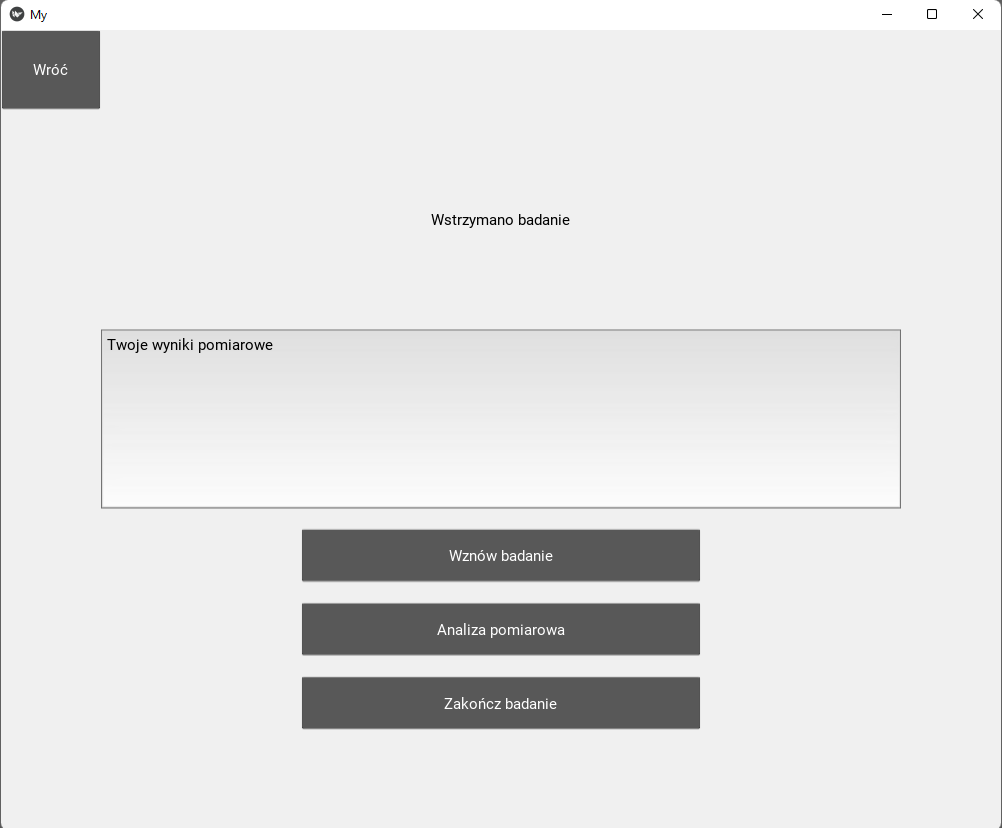 My
Wróć
Wstrzymano badanie
Twoje wyniki pomiarowe
Wznów badanie
Analiza pomiarowa
Zakończ badanie